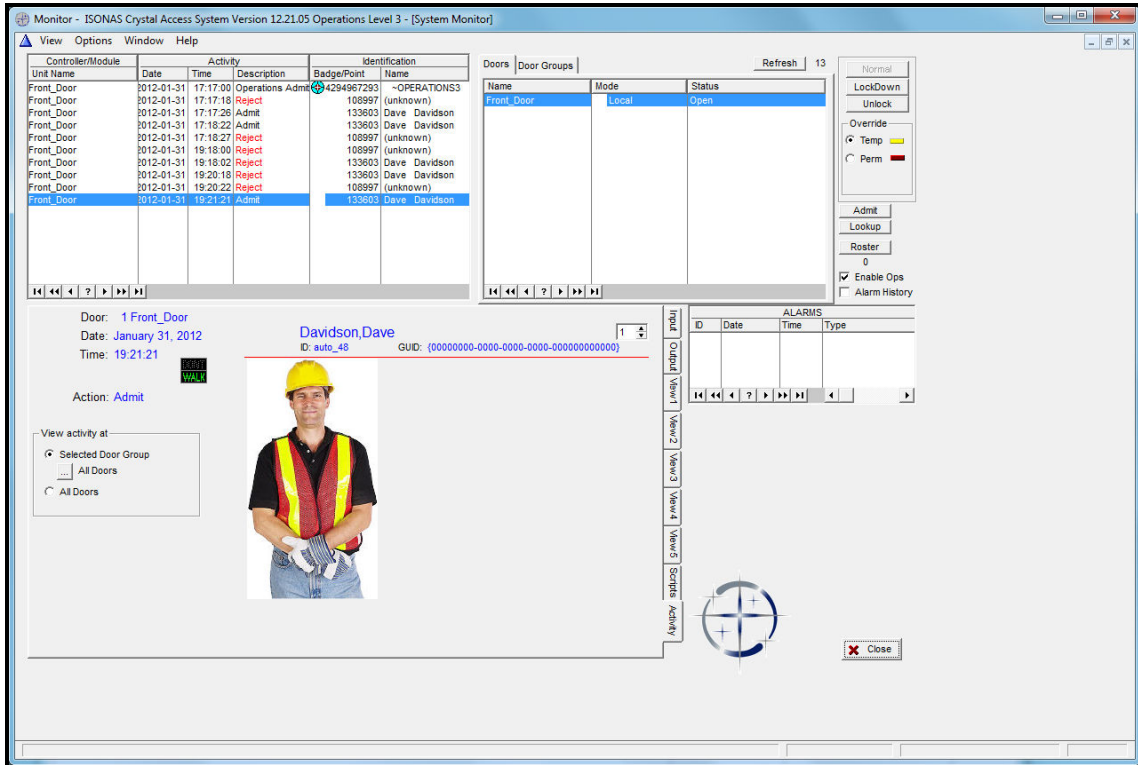 Monitor - ISONAS Crystal Access System Version 12.21.05 Operations Level 3 - [System Monitor]
View Options Window Help
Controller/Module Activity Identification
Unit Name Date Time Description Badge/Point Name
Front_Door 2012-01-31 17:17:00 Operations Admit 4294967293 ~OPERATIONS3
Front_Door 2012-01-31 17:17:18 Reject 108997 (unknown)
Front_Door 2012-01-31 17:17:26 Admit 133603 Dave Davidson
Front_Door 2012-01-31 17:18:22 Admit 133603 Dave Davidson
Front_Door 2012-01-31 17:18:27 Reject 108997 (unknown)
Front_Door 2012-01-31 19:18:00 Reject 108997 (unknown)
Front_Door 2012-01-31 19:18:02 Reject 133603 Dave Davidson
Front_Door 2012-01-31 19:20:18 Reject 133603 Dave Davidson
Front_Door 2012-01-31 19:20:22 Reject 108997 (unknown)
Front_Door 2012-01-31 19:21:21 Admit 133603 Dave Davidson
?
Doors Door Groups Refresh 13
Name Mode Status
Front_Door Local Open
?
Normal
LockDown
Unlock
Override
Temp
Perm
Admit
Lookup
Roster
0
Enable Ops
Alarm History
Door: 1 Front_Door
Date: January 31, 2012
Time: 19:21:21
DONT
WALK
Action: Admit
Davidson,Dave 1
ID: auto_48 GUID: {00000000-0000-0000-0000-000000000000}
View activity at
Selected Door Group
... All Doors
All Doors
Input
Output
View1
View2
View3
View4
View5
Scripts
Activity
ALARMS
ID Date Time Type
?
Close